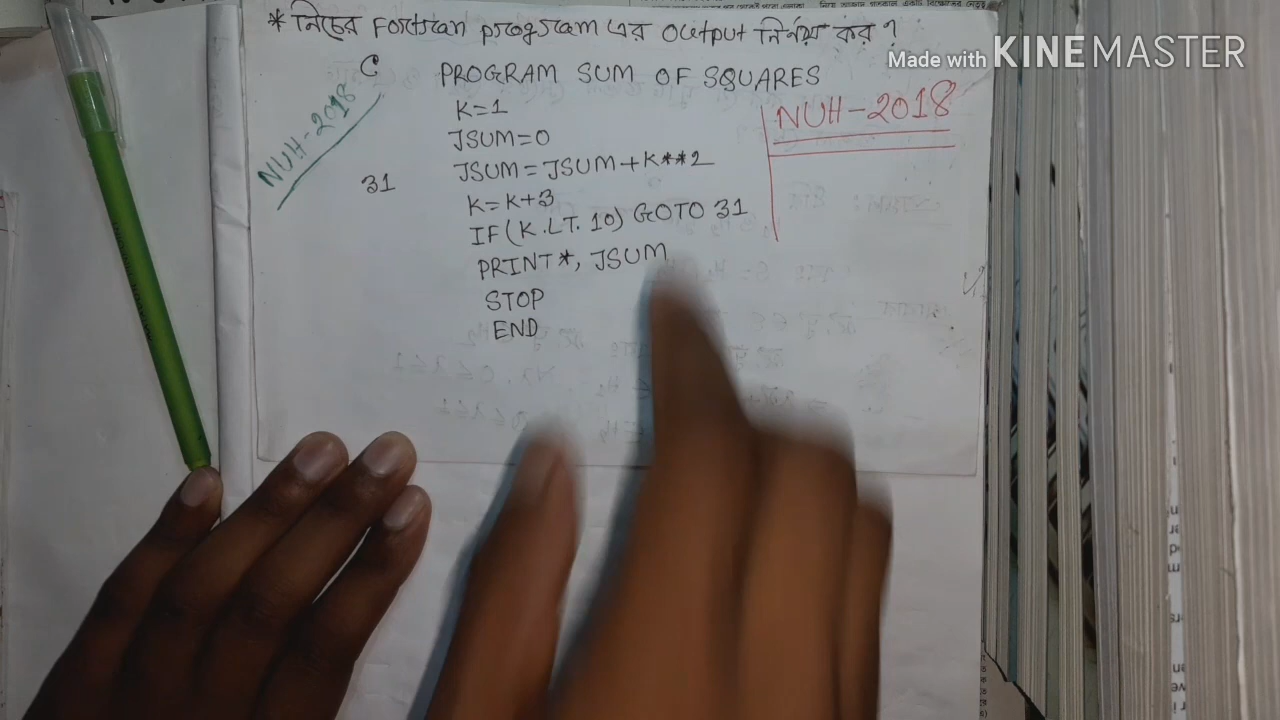 *নিচের Fortran program এর output নির্নয় কর ?
Made with KINEMASTER
C PROGRAM SUM OF SQUARES
NUH-2018
NUH-2018
K=1
JSUM=0
31 JSUM=JSUM+K**2
K=K+3
IF(K.LT.10) GOTO 31
PRINT*, JSUM
STOP
END